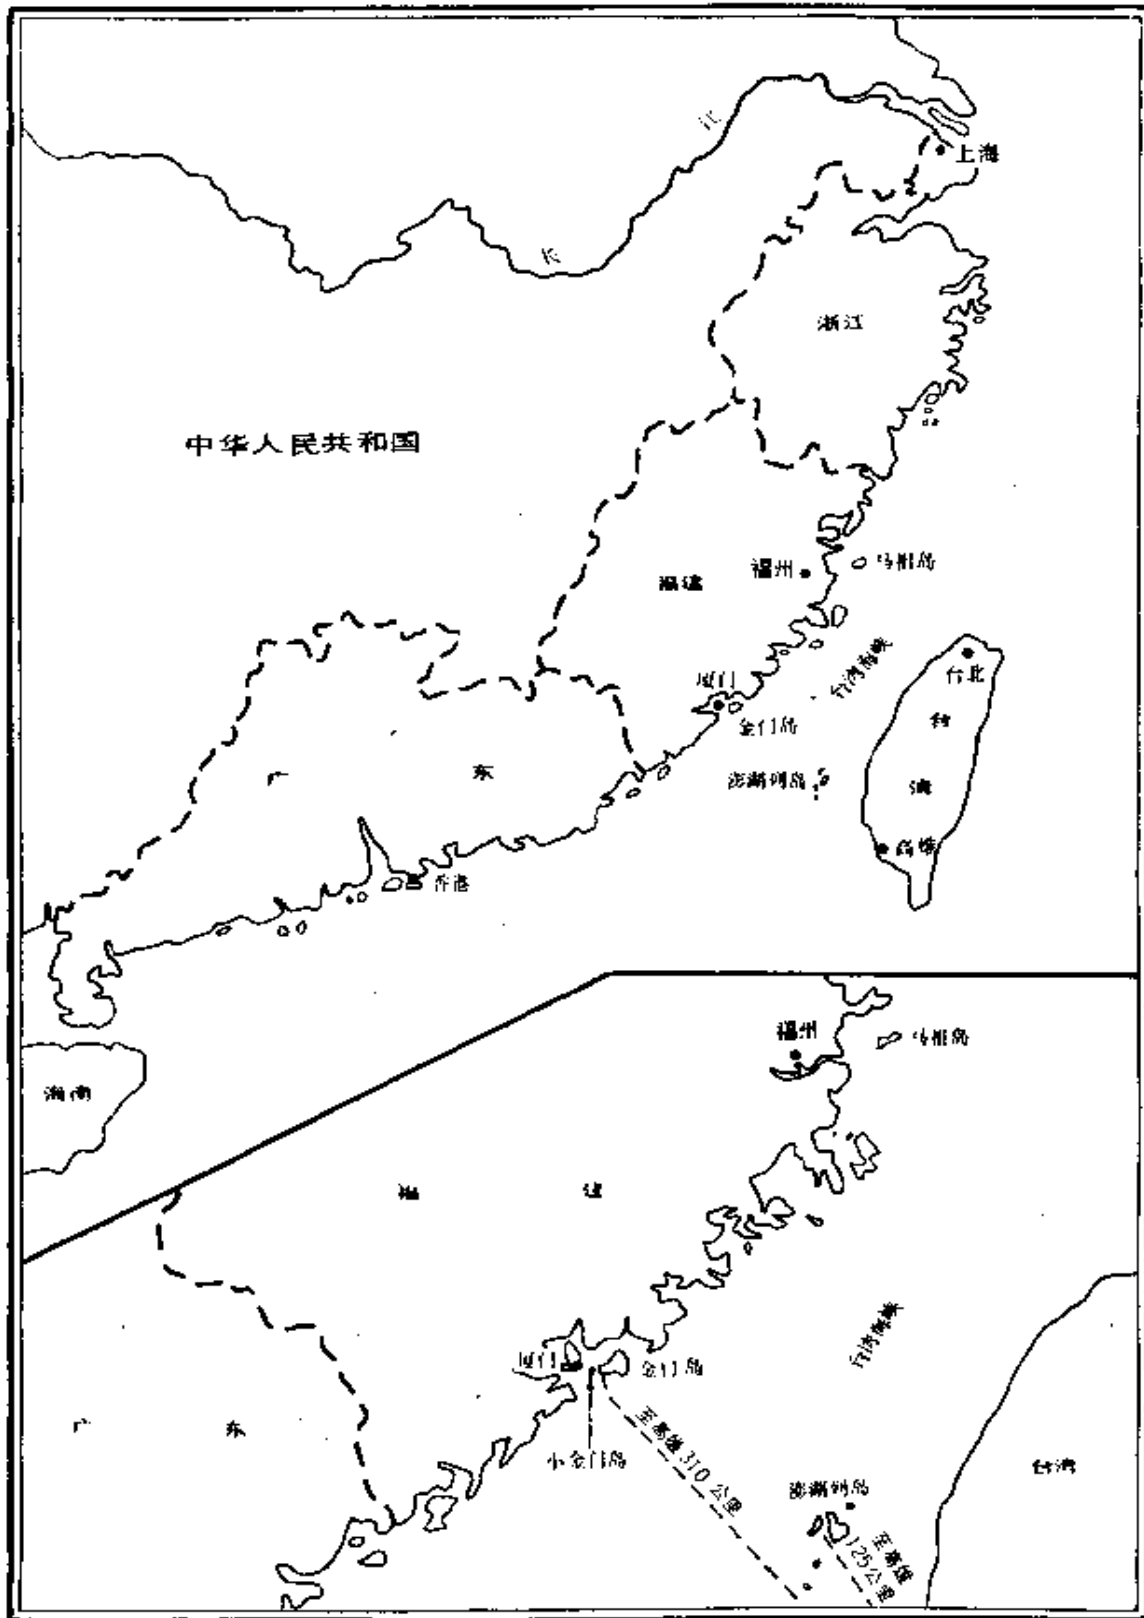 江
上海
长
浙江
中华人民共和国
福州
马祖岛
福建
台湾海峡
台北
厦门
金门岛
台
广 东
澎湖列岛
湾
高雄
香港
福州
马祖岛
海南
福 建
台湾海峡
厦门
金门岛
广 东
小金门岛
至高雄310公里
台湾
澎湖列岛
至高雄
125公里